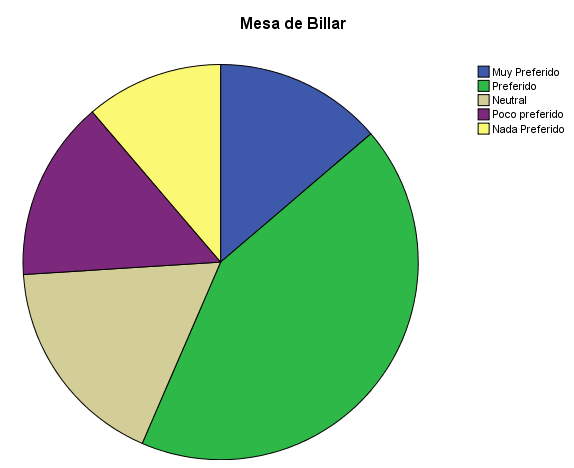 Mesa de Billar
Muy Preferido
Preferido
Neutral
Poco preferido
Nada Preferido